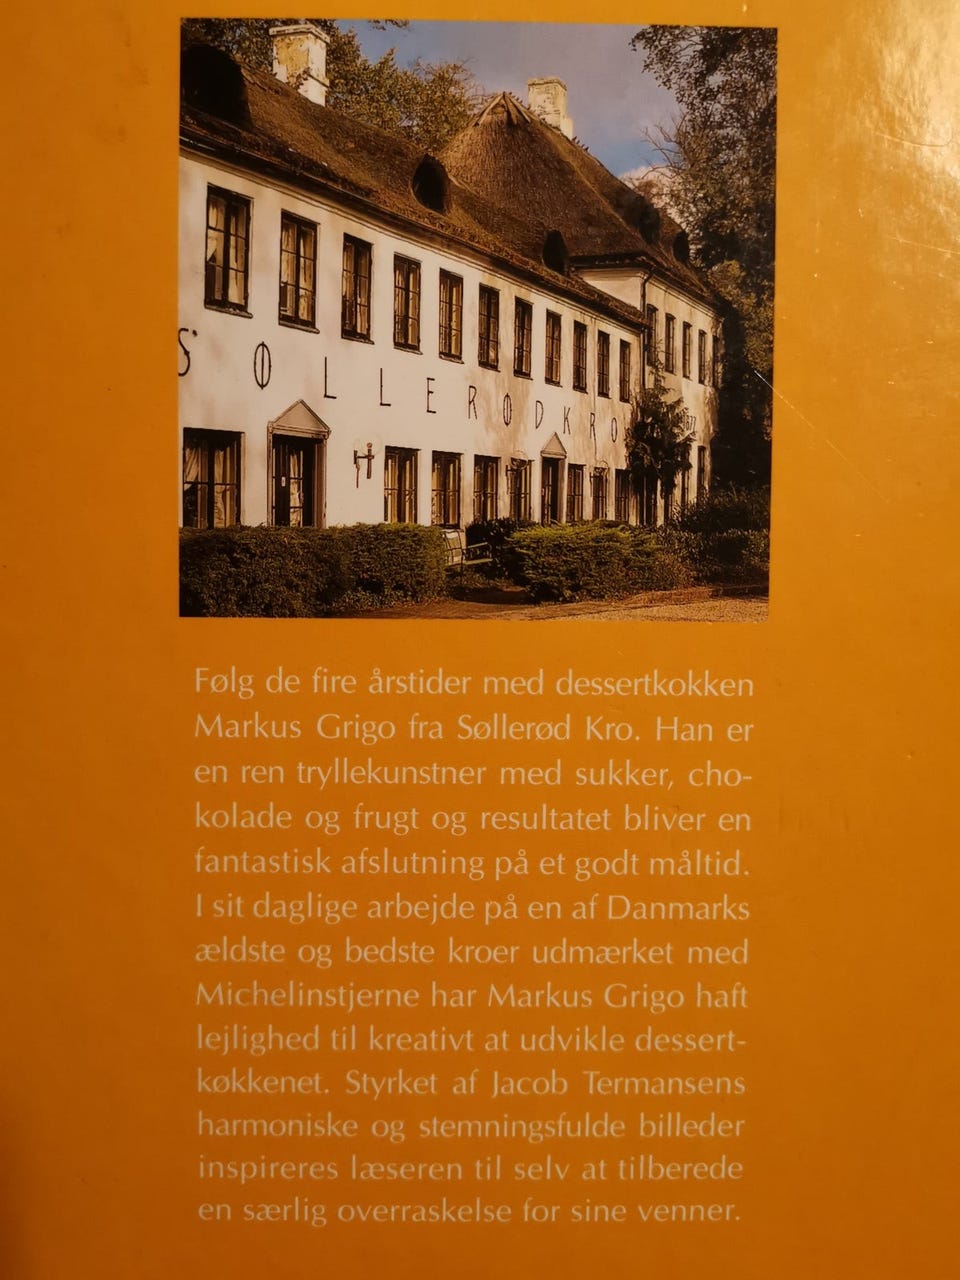 SØLLERØD KRO
1677
Følg de fire årstider med dessertkokken
Markus Grigo fra Søllerød Kro. Han er
en ren tryllekunstner med sukker, cho-
kolade og frugt og resultatet bliver en
fantastisk afslutning på et godt måltid.
I sit daglige arbejde på en af Danmarks
ældste og bedste kroer udmærket med
Michelinstjerne har Markus Grigo haft
lejlighed til kreativt at udvikle dessert-
køkkenet. Styrket af Jacob Termansens
harmoniske og stemningsfulde billeder
inspireres læseren til selv at tilberede
en særlig overraskelse for sine venner.